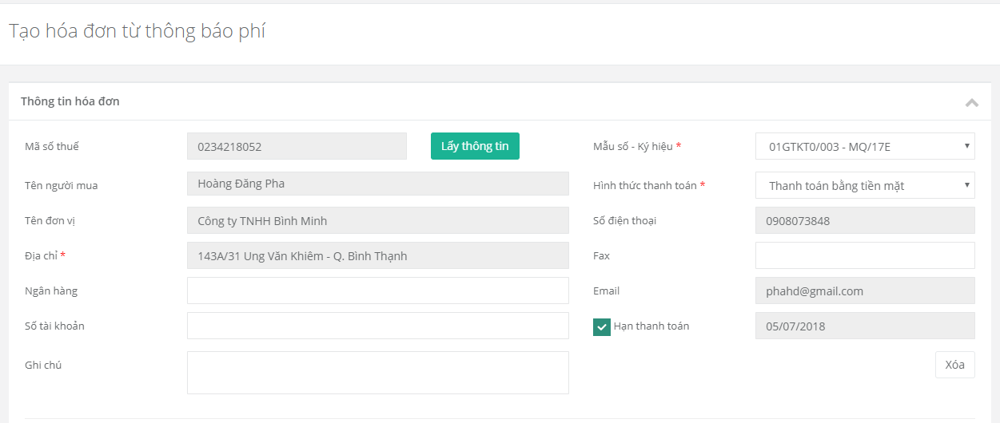 Tạo hóa đơn từ thông báo phí
Thông tin hóa đơn
Mã số thuế 0234218052 Lấy thông tin Mẫu số - Ký hiệu * 01GTKT0/003 - MQ/17E
Tên người mua Hoàng Đăng Pha Hình thức thanh toán * Thanh toán bằng tiền mặt
Tên đơn vị Công ty TNHH Bình Minh Số điện thoại 0908073848
Địa chỉ * 143A/31 Ung Văn Khiêm - Q. Bình Thạnh Fax
Ngân hàng Email phahd@gmail.com
Số tài khoản Hạn thanh toán 05/07/2018
Ghi chú Xóa